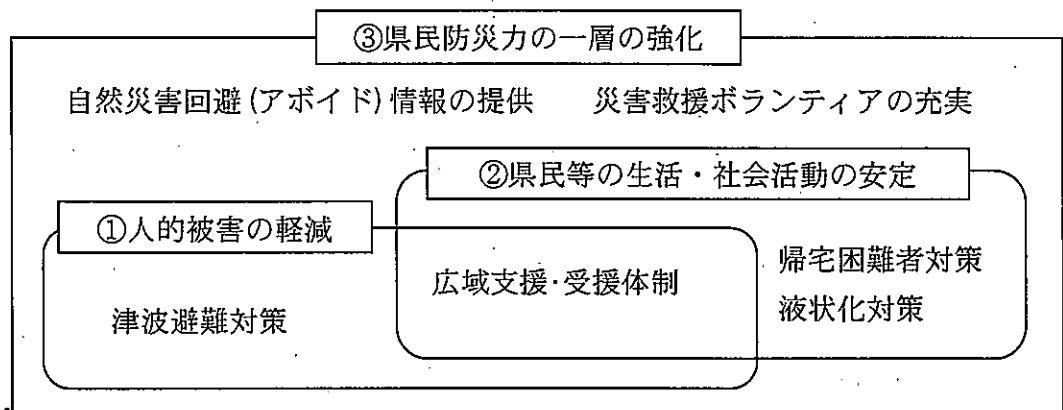 ③県民防災力の一層の強化
自然災害回避(アボイド)情報の提供 災害救援ボランティアの充実
②県民等の生活・社会活動の安定
①人的被害の軽減
広域支援・受援体制
帰宅困難者対策
液状化対策
津波避難対策